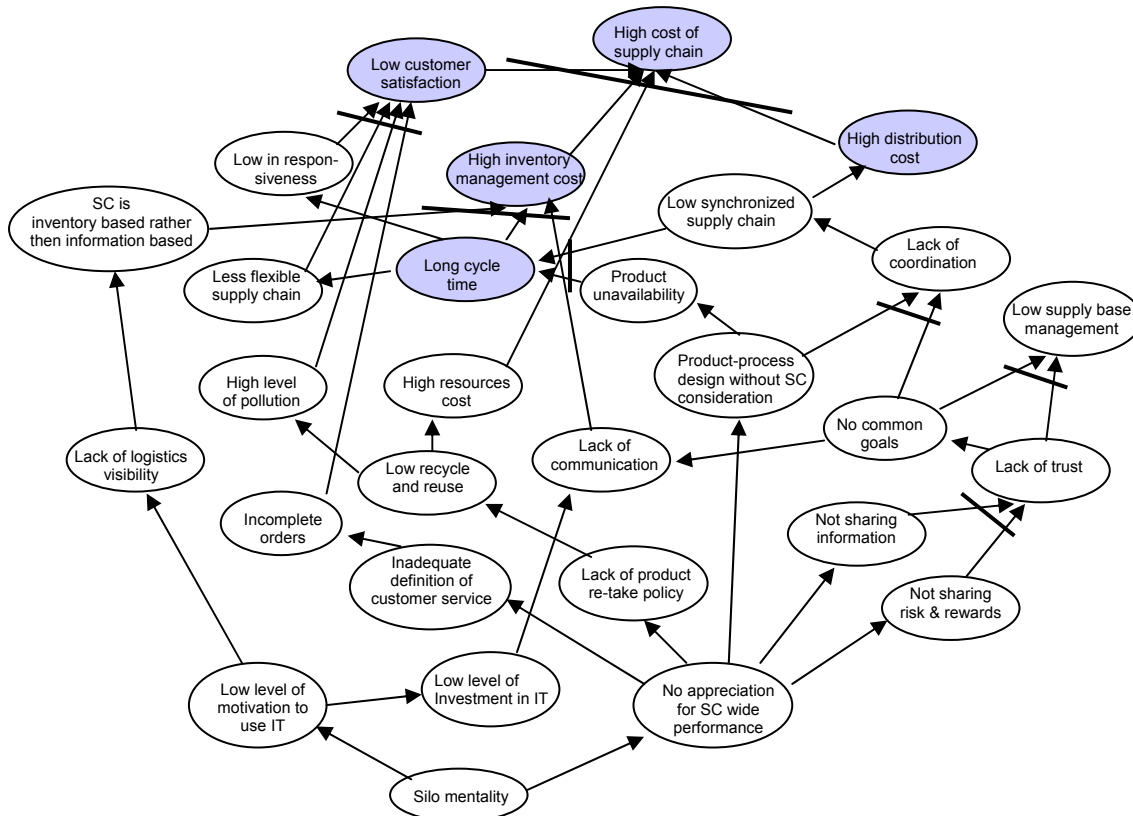 High cost of
supply chain
Low customer
satisfaction
High distribution
cost
Low in respon-
siveness
High inventory
management cost
SC is
inventory based rather
then information based
Low synchronized
supply chain
Lack of
coordination
Less flexible
supply chain
Long cycle
time
Product
unavailability
Low supply base
management
High level
of pollution
High resources
cost
Product-process
design without SC
consideration
No common
goals
Lack of logistics
visibility
Low recycle
and reuse
Lack of
communication
Lack of trust
Incomplete
orders
Not sharing
information
Inadequate
definition of
customer service
Lack of product
re-take policy
Not sharing
risk & rewards
Low level of
motivation to
use IT
Low level of
Investment in IT
No appreciation
for SC wide
performance
Silo mentality